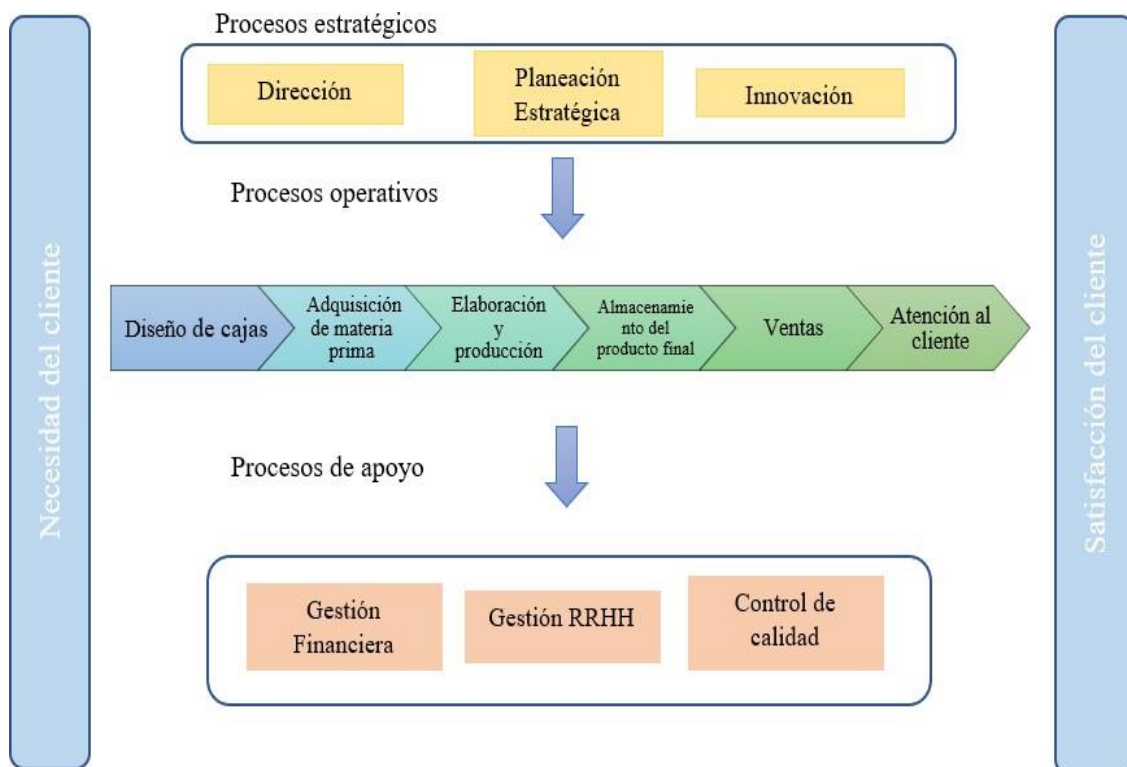 Necesidad del cliente
Procesos estratégicos
Dirección
Planeación
Estratégica
Innovación
Procesos operativos
Diseño de cajas
Adquisición
de materia
prima
Elaboración
y
producción
Almacenamie
nto del
producto final
Ventas
Atención al
cliente
Procesos de apoyo
Gestión
Financiera
Gestión RRHH
Control de
calidad
Satisfacción del cliente